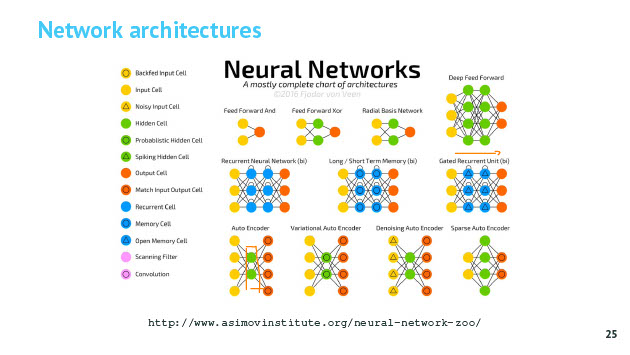 Network architectures
Neural Networks
A mostly complete chart of architectures
©2016 Fjodor van Veen
Backfed Input Cell
Input Cell
Noisy Input Cell
Hidden Cell
Probablistic Hidden Cell
Spiking Hidden Cell
Output Cell
Match Input Output Cell
Recurrent Cell
Memory Cell
Open Memory Cell
Scanning Filter
Convolution
Deep Feed Forward
Feed Forward And
Feed Forward Xor
Radial Basis Network
?
Recurrent Neural Network (bi)
Long / Short Term Memory (bi)
Gated Recurrent Unit (bi)
Auto Encoder
Variational Auto Encoder
Denoising Auto Encoder
Sparse Auto Encoder
http://www.asimovinstitute.org/neural-network-zoo/
25